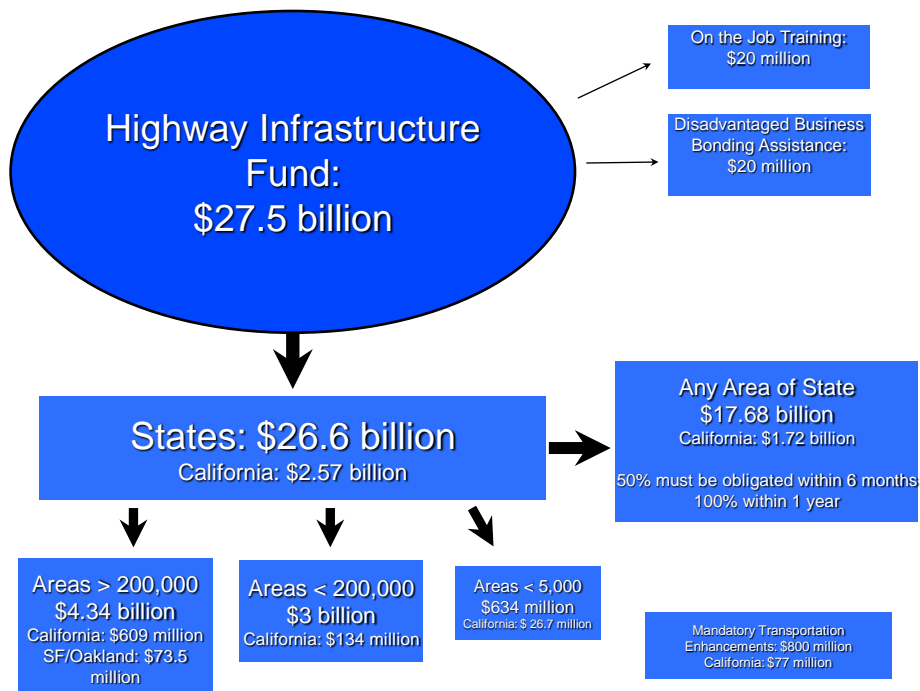 Highway Infrastructure
Fund:
$27.5 billion
On the Job Training:
$20 million
Disadvantaged Business
Bonding Assistance:
$20 million
States: $26.6 billion
California: $2.57 billion
Any Area of State
$17.68 billion
California: $1.72 billion
50% must be obligated within 6 months
100% within 1 year
Areas > 200,000
$4.34 billion
California: $609 million
SF/Oakland: $73.5
million
Areas < 200,000
$3 billion
California: $134 million
Areas < 5,000
$634 million
California: $ 26.7 million
Mandatory Transportation
Enhancements: $800 million
California: $77 million